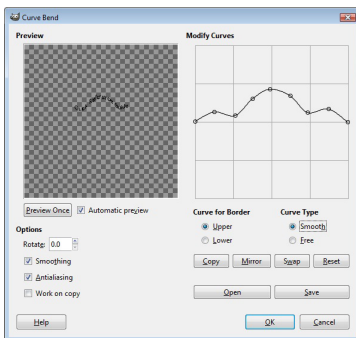 Curve Bend
Preview
Modify Curves
Preview Once
Automatic preview
Options
Rotate: 0.0
Smoothing
Antialiasing
Work on copy
Curve for Border
Upper
Lower
Curve Type
Smooth
Free
Copy
Mirror
Swap
Reset
Open
Save
Help
OK
Cancel